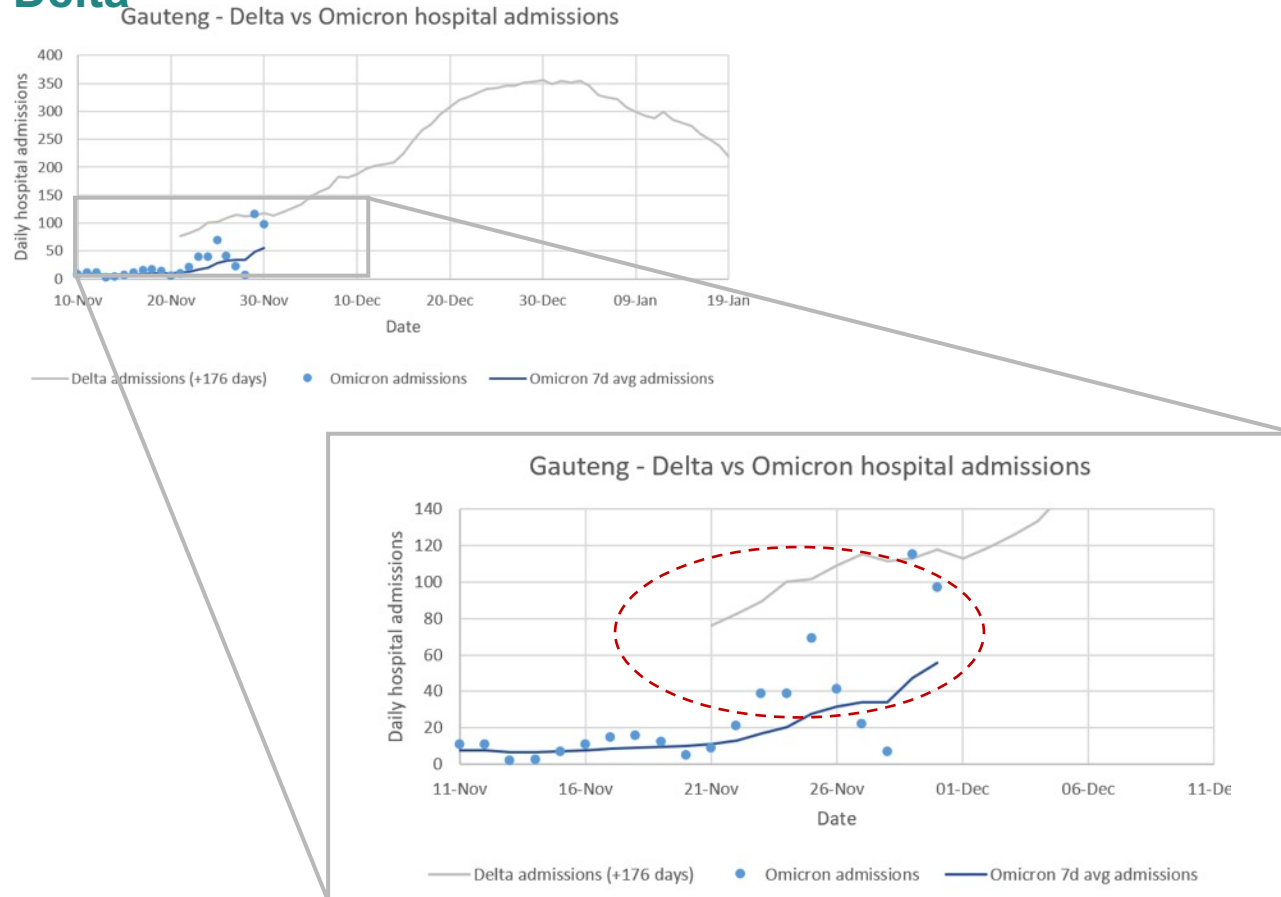 Delta
Gauteng - Delta vs Omicron hospital admissions
Daily hospital admissions
400
350
300
250
200
150
100
50
0
10-Nov 20-Nov 30-Nov 10-Dec 20-Dec 30-Dec 09-Jan 19-Jan
Date
Delta admissions (+176 days) Omicron admissions Omicron 7d avg admissions
Gauteng - Delta vs Omicron hospital admissions
Daily hospital admissions
140
120
100
80
60
40
20
0
11-Nov 16-Nov 21-Nov 26-Nov 01-Dec 06-Dec 11-De
Date
Delta admissions (+176 days) Omicron admissions Omicron 7d avg admissions